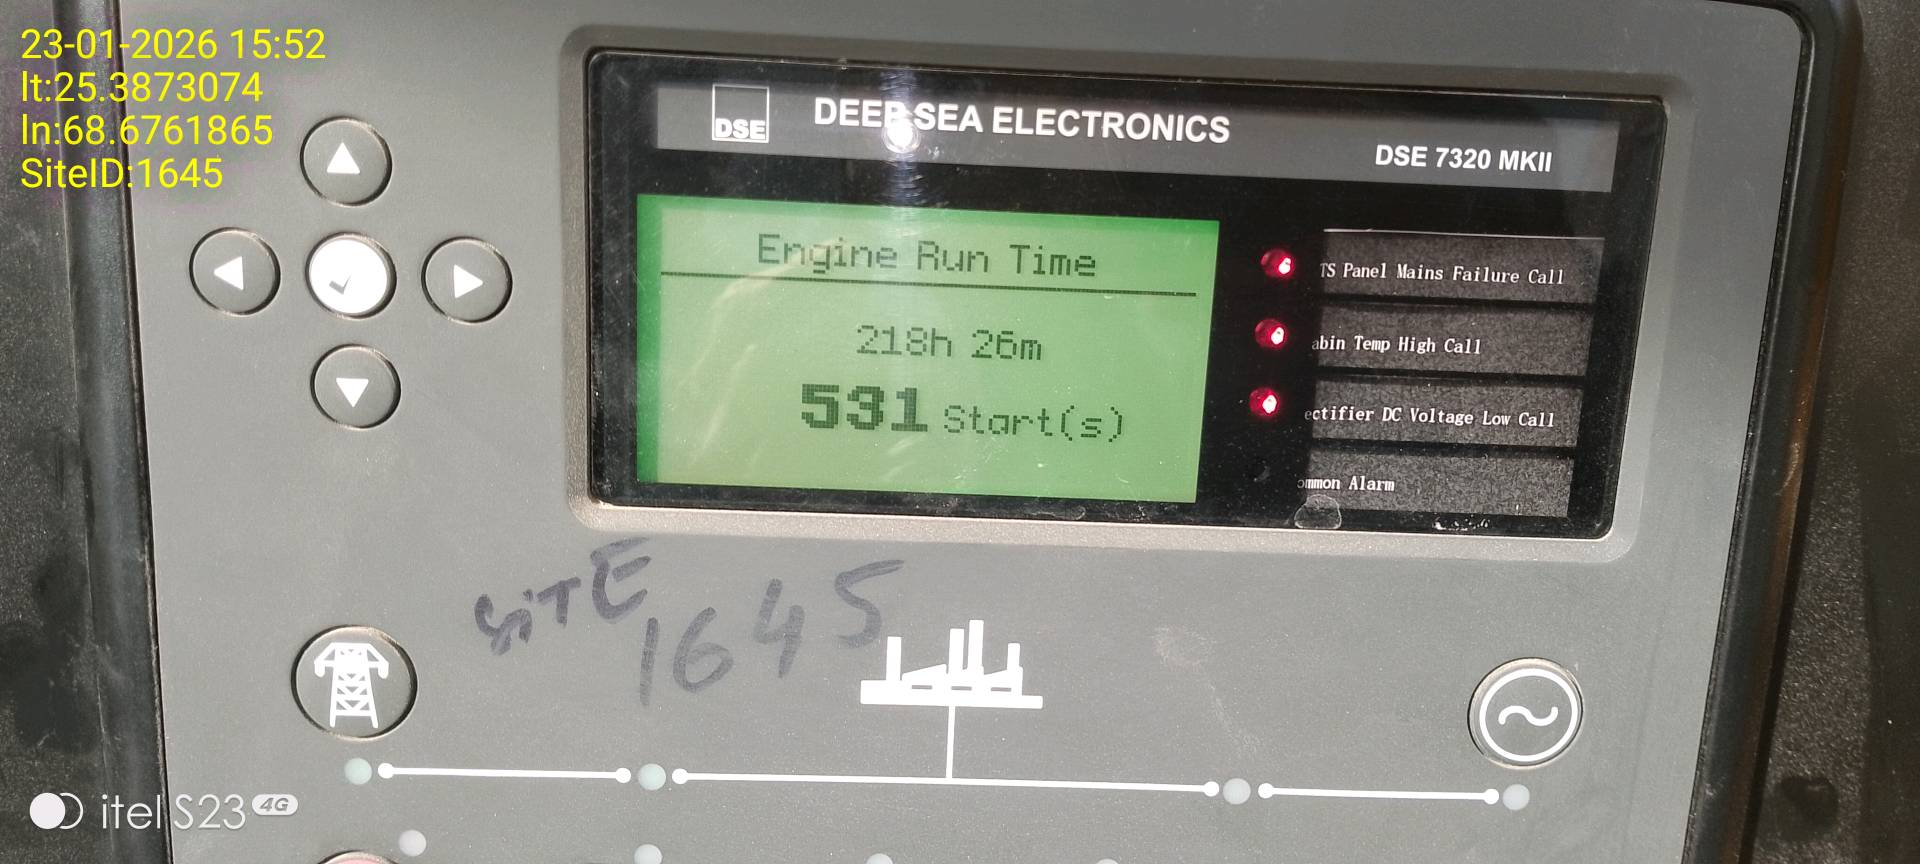 23-01-2026 15:52
lt:25.3873074
ln:68.6761865
SiteID:1645
DSE
DEEP SEA ELECTRONICS
DSE 7320 MKII
Engine Run Time
218h 26m
531 Start(s)
TS Panel Mains Failure Call
abin Temp High Call
ectifier DC Voltage Low Call
ommon Alarm
SiTE
1645
itel S23 4G